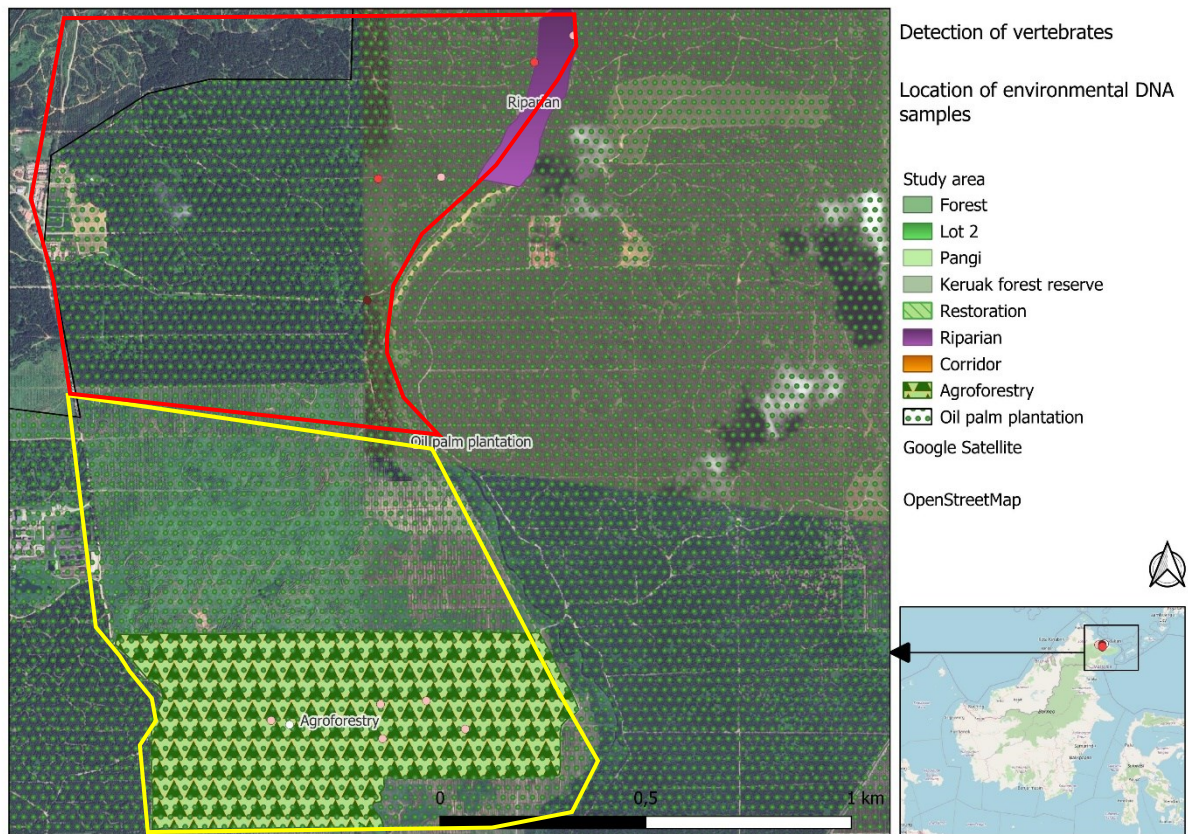 Detection of vertebrates
Location of environmental DNA
samples
Study area
Forest
Lot 2
Pangi
Keruak forest reserve
Restoration
Riparian
Corridor
Agroforestry
Oil palm plantation
Google Satellite
OpenStreetMap
Riparian
Oil palm plantation
Agroforestry
0
0,5
1 km